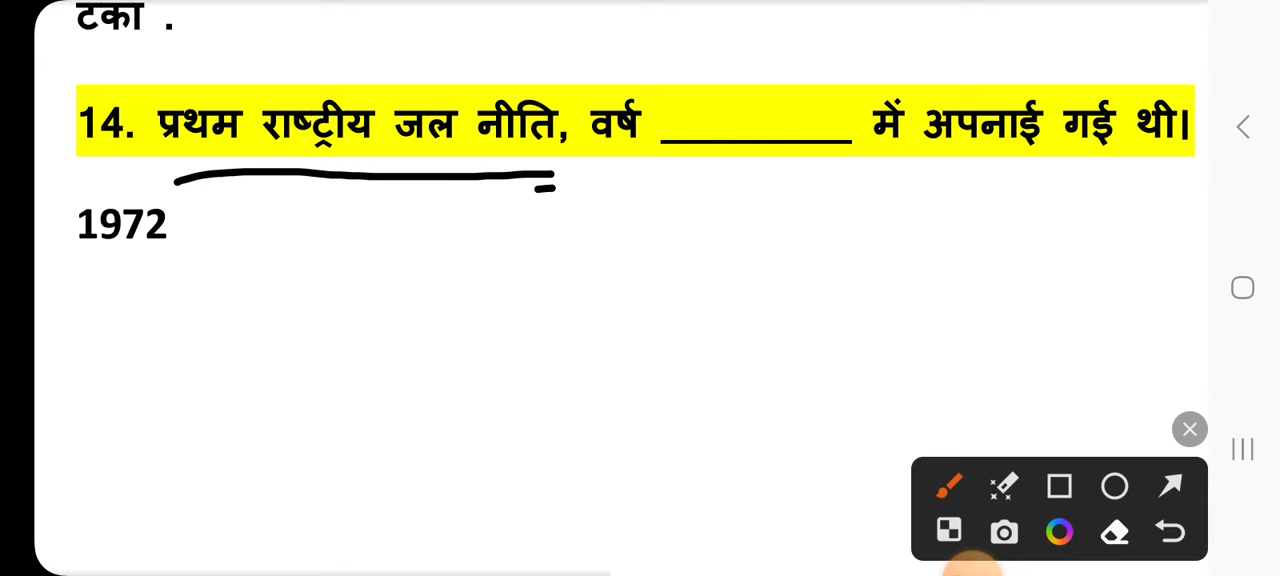 टका .
14. प्रथम राष्ट्रीय जल नीति, वर्ष ________ में अपनाई गई थी।
1972